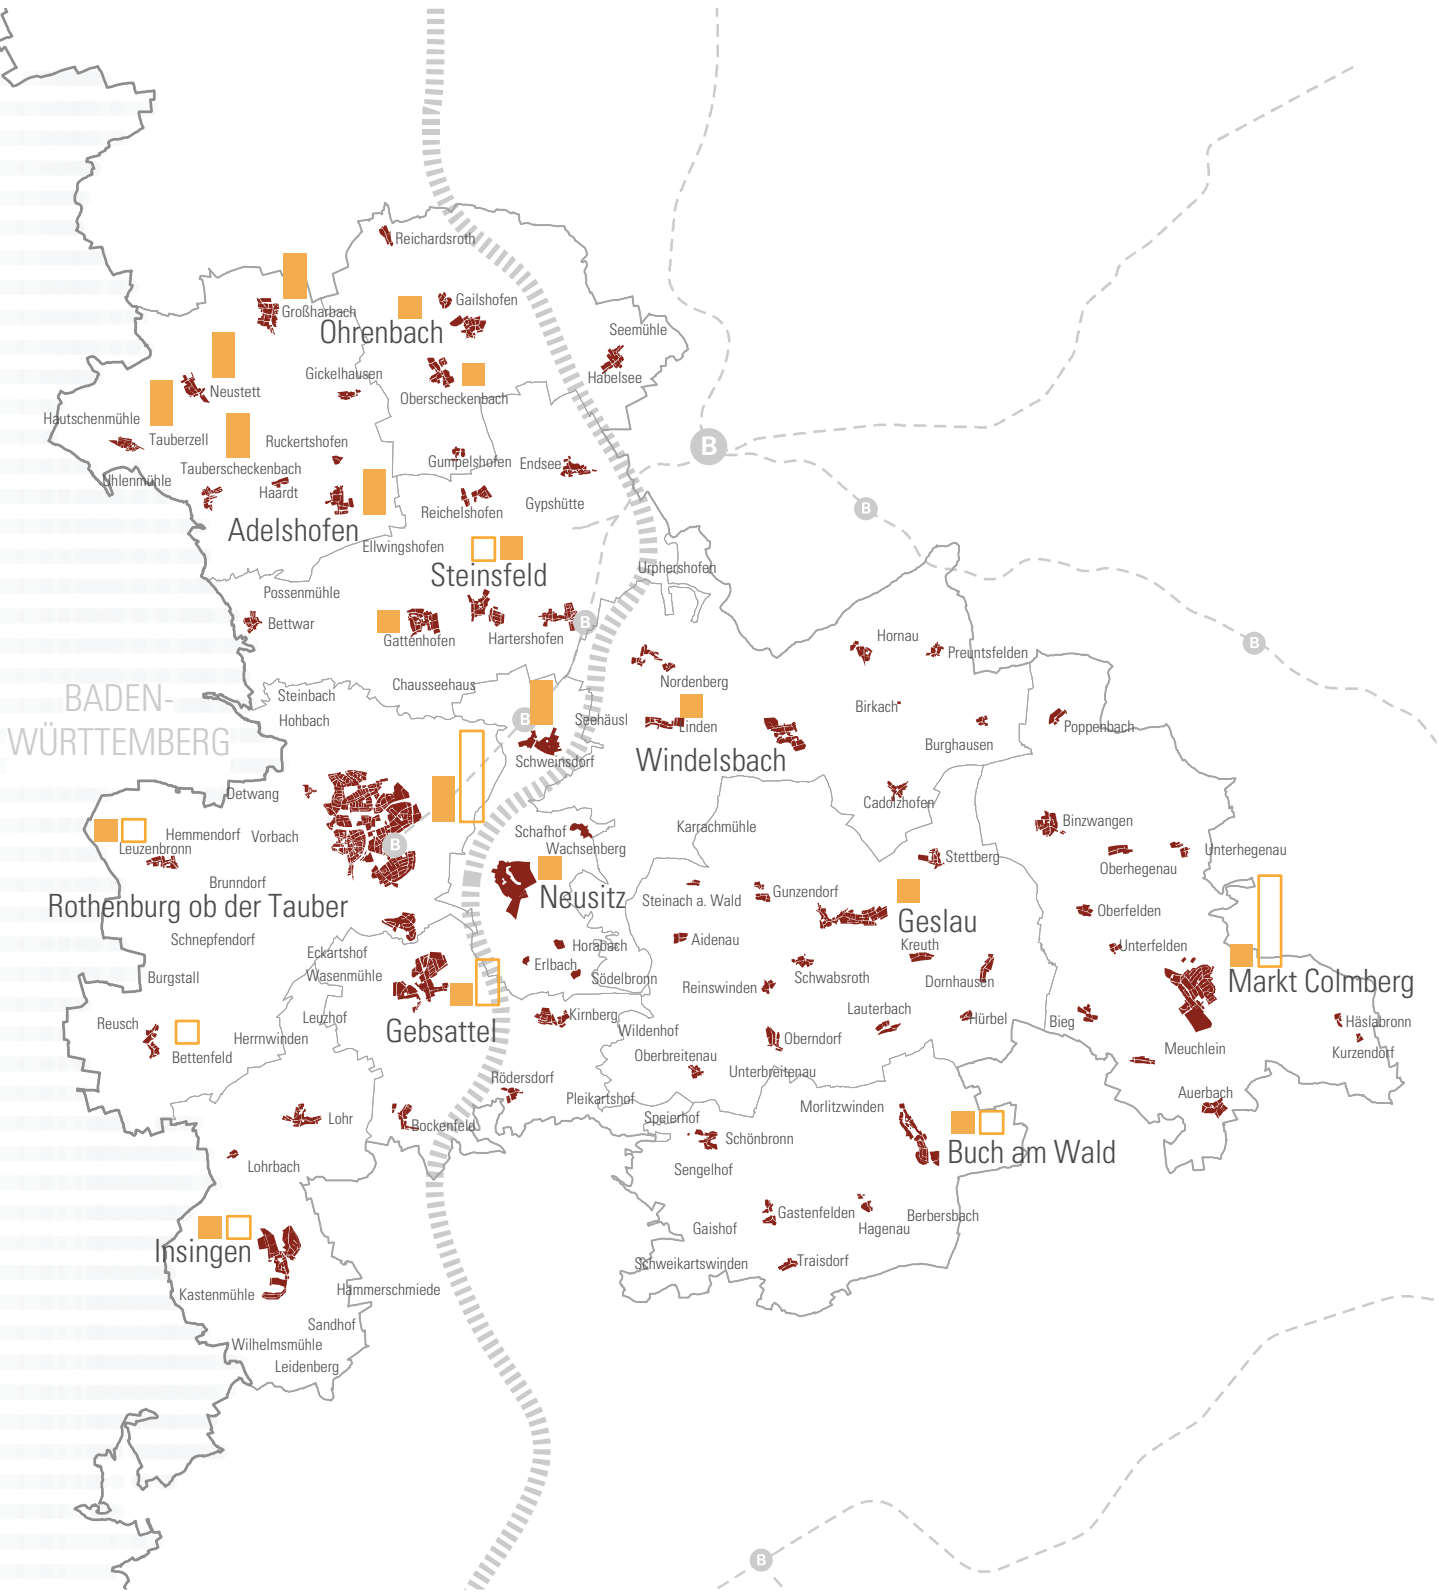 Reichardsroth
Gailshofen
Großharbach
Ohrenbach
Seemühle
Gickelhausen
Habelsee
Neustett
Oberscheckenbach
Hautschenmühle
Tauberzell
Ruckertshofen
B
Gumpelshofen
Endsee
Tauberscheckenbach
Uhlenmühle
Haardt
Reichelshofen
Gypshütte
B
Adelshofen
Ellwingshofen
Steinsfeld
Urphershofen
Possenmühle
Bettwar
Gattenhofen
Hartershofen
B
Hornau
Preuntsfelden
B
Nordenberg
Chausseehaus
Steinbach
BADEN-
WÜRTTEMBERG
Hohbach
B
Seehäusl
Linden
Birkach
Poppenbach
Burghausen
Schweinsdorf
Windelsbach
Detwang
Cadolzhofen
Hemmendorf
Vorbach
Leuzenbronn
B
Schafhof
Wachsenberg
Karrachmühle
Binzwangen
Stettberg
Oberhegenau
Unterhegenau
Brunndorf
Rothenburg ob der Tauber
Neusitz
Steinach a. Wald
Gunzendorf
Geslau
Oberfelden
Schnepfendorf
Eckartshof
Horabach
Aidenau
Kreuth
Unterfelden
Burgstall
Wasenmühle
Erlbach
Södelbronn
Reinswinden
Schwabsroth
Dornhausen
Markt Colmberg
Leuzhof
Gebsattel
Kirnberg
Lauterbach
Hürbel
Bieg
Häslabronn
Reusch
Herrnwinden
Bettenfeld
Wildenhof
Oberndorf
Oberbreitenau
Unterbreitenau
Meuchlein
Kurzendorf
Rödersdorf
Pleikartshof
Morlitzwinden
Auerbach
Lohr
Bockenfeld
Speierhof
Schönbronn
Buch am Wald
Lohrbach
Sengelhof
Gastenfelden
Hagenau
Berbersbach
Gaishof
Insingen
Schweikartswinden
Traisdorf
Kastenmühle
Hammerschmiede
Sandhof
Wilhelmsmühle
Leidenberg
B